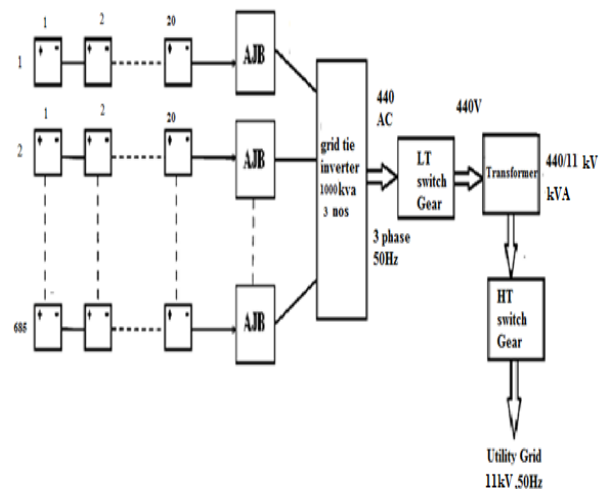 1
2
20
1
+ -
+ -
+ -
AJB
1
2
20
2
+ -
+ -
+ -
AJB
685
+ -
+ -
+ -
AJB
grid tie
inverter
1000kva
3 nos
440
AC
3 phase
50Hz
LT
switch
Gear
440V
Transformer
440/11 kV
kVA
HT
switch
Gear
Utility Grid
11kV,50Hz